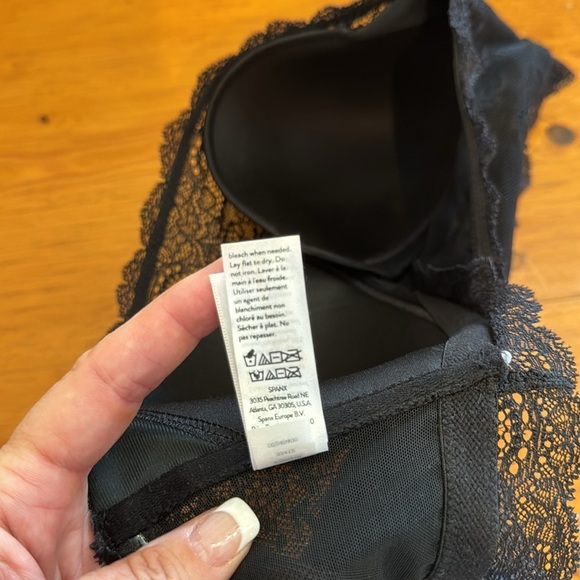 bleach when needed.
Lay flat to dry. Do
not iron. Laver à la
main à l'eau froide.
Utiliser seulement
un agent de
blanchiment non
chloré au besoin.
Sécher à plat. Ne
pas repasser.
SPANX
3035 Peachtree Road NE,
Atlanta, GA 30305, U.S.A.
Spanx Europe B.V.